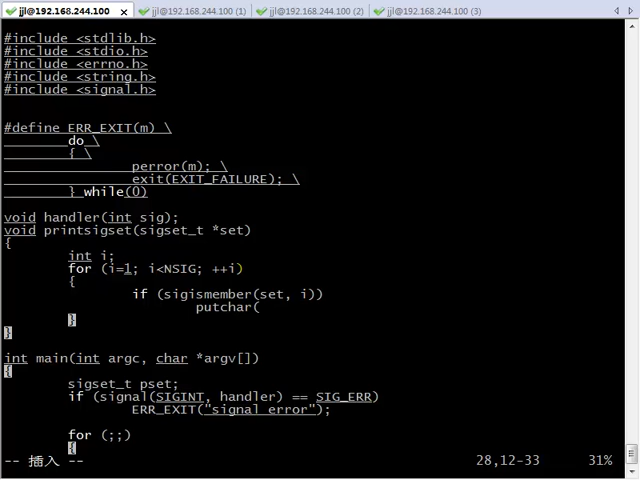 jjl@192.168.244.100 × jjl@192.168.244.100 (1) jjl@192.168.244.100 (2) jjl@192.168.244.100 (3)
#include <stdlib.h>
#include <stdio.h>
#include <errno.h>
#include <string.h>
#include <signal.h>
#define ERR_EXIT(m) \
do \
{ \
perror(m); \
exit(EXIT_FAILURE); \
} while(0)
void handler(int sig);
void printsigset(sigset_t *set)
{
int i;
for (i=1; i<NSIG; ++i)
{
if (sigismember(set, i))
putchar(
}
}
int main(int argc, char *argv[])
{
sigset_t pset;
if (signal(SIGINT, handler) == SIG_ERR)
ERR_EXIT("signal error");
for (;;)
{
-- 插入 -- 28,12-33 31%